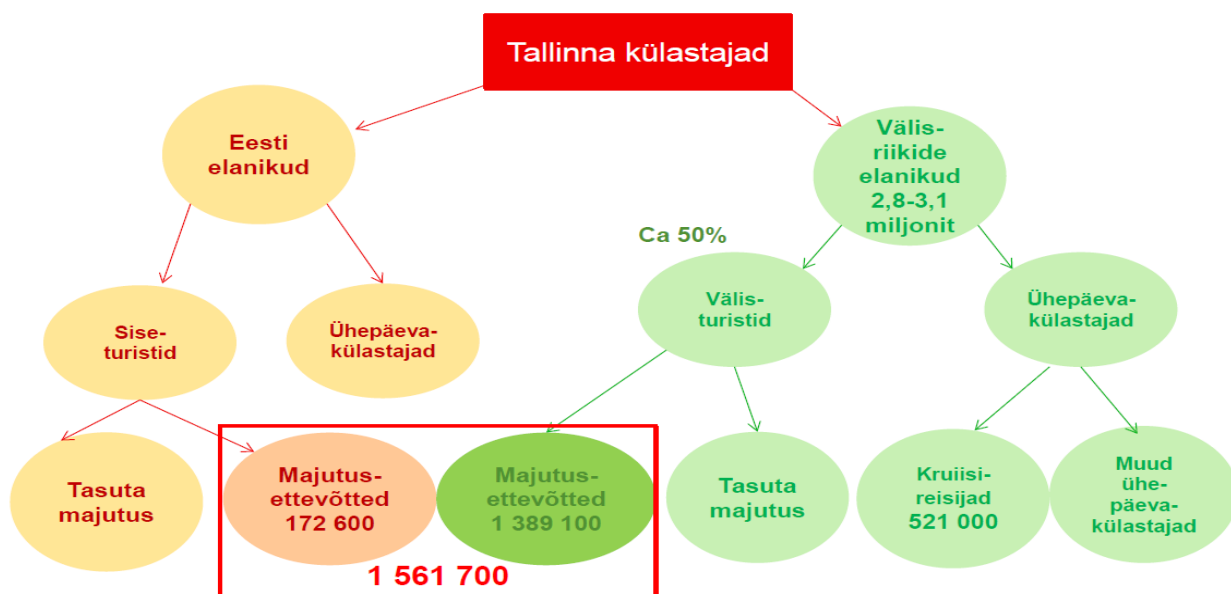 Tallinna külastajad
Eesti
elanikud
Välis-
riikide
elanikud
2,8-3,1
miljonit
Ca 50%
Sise-
turistid
Ühepäeva-
külastajad
Välis-
turistid
Ühepäeva-
külastajad
Tasuta
majutus
Majutus-
ettevõtted
172 600
Majutus-
ettevõtted
1 389 100
Tasuta
majutus
Kruiisi-
reisijad
521 000
Muud
ühe-
päeva-
külastajad
1 561 700